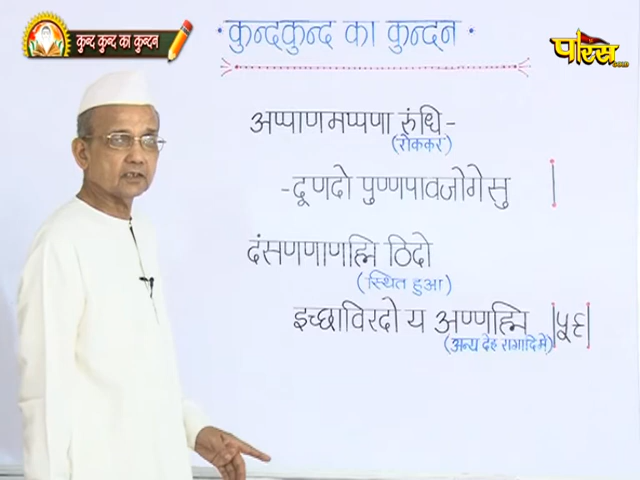 कुन्द कुन्द का कुन्दन
पारस
कुन्दकुन्द का कुन्दन
अप्पाणमप्पणा रुंधि-
(रोककर)
-दूणदो पुण्णपावजोगेसु |
दंसणणाणह्मि ठिदो
(स्थित हुआ)
इच्छाविरदो य अण्णह्मि |५६|
(अन्य देह रागादि में)